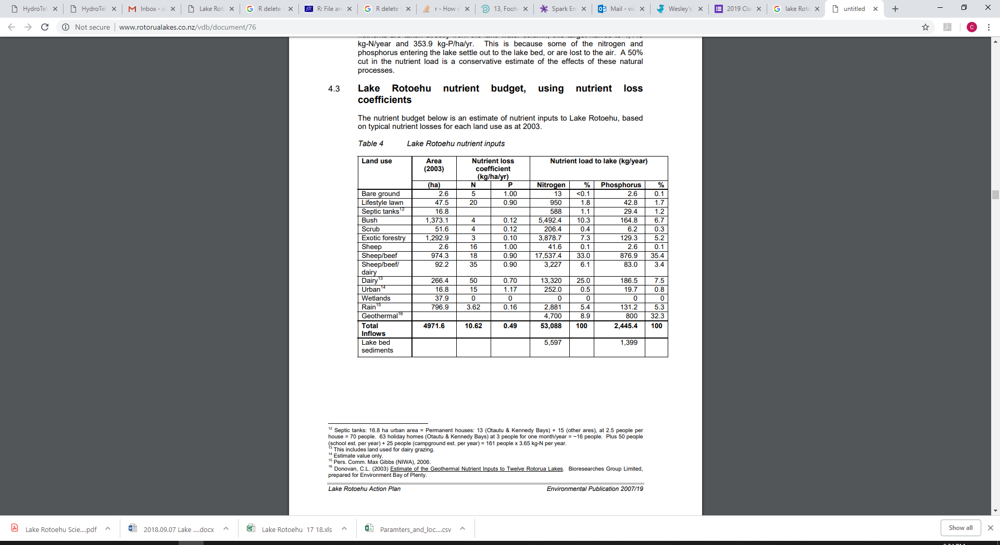 HydroTel
HydroTel
Inbox - c
Lake Rot
R delete
R: File an
R delete
r - How d
13, Foot
Spark Em
Mail - vic
Wesley's
2019 Cla
lake Roto
untitled
Not secure | www.rotorualakes.co.nz/vdb/document/76
kg-N/year and 353.9 kg-P/ha/yr. This is because some of the nitrogen and
phosphorus entering the lake settle out to the lake bed, or are lost to the air. A 50%
cut in the nutrient load is a conservative estimate of the effects of these natural
processes.
4.3 Lake Rotoehu nutrient budget, using nutrient loss
coefficients
The nutrient budget below is an estimate of nutrient inputs to Lake Rotoehu, based
on typical nutrient losses for each land use as at 2003.
Table 4 Lake Rotoehu nutrient inputs
Land use Area Nutrient loss Nutrient load to lake (kg/year)
(2003) coefficient
(kg/ha/yr)
(ha) N P Nitrogen % Phosphorus %
Bare ground 2.6 5 1.00 13 <0.1 2.6 0.1
Lifestyle lawn 47.5 20 0.90 950 1.8 42.8 1.7
Septic tanks12 16.8 588 1.1 29.4 1.2
Bush 1,373.1 4 0.12 5,492.4 10.3 164.8 6.7
Scrub 51.6 4 0.12 206.4 0.4 6.2 0.3
Exotic forestry 1,292.9 3 0.10 3,878.7 7.3 129.3 5.2
Sheep 2.6 16 1.00 41.6 0.1 2.6 0.1
Sheep/beef 974.3 18 0.90 17,537.4 33.0 876.9 35.4
Sheep/beef/ 92.2 35 0.90 3,227 6.1 83.0 3.4
dairy
Dairy13 266.4 50 0.70 13,320 25.0 186.5 7.5
Urban14 16.8 15 1.17 252.0 0.5 19.7 0.8
Wetlands 37.9 0 0 0 0 0 0
Rain15 796.9 3.62 0.16 2,881 5.4 131.2 5.3
Geothermal16 4,700 8.9 800 32.3
Total 4971.6 10.62 0.49 53,088 100 2,445.4 100
Inflows
Lake bed 5,597 1,399
sediments
12 Septic tanks: 16.8 ha urban area = Permanent houses: 13 (Otautu & Kennedy Bays) + 15 (other ares), at 2.5 people per
house = 70 people. 63 holiday homes (Otautu & Kennedy Bays) at 3 people for one month/year = ~16 people. Plus 50 people
(school est. per year) + 25 people (campground est. per year) = 161 people x 3.65 kg-N per year.
13 This includes land used for dairy grazing.
14 Estimate value only.
15 Pers. Comm. Max Gibbs (NIWA), 2006.
16 Donovan, C.L. (2003) Estimate of the Geothermal Nutrient Inputs to Twelve Rotorua Lakes. Bioresearches Group Limited,
prepared for Environment Bay of Plenty.
Lake Rotoehu Action Plan Environmental Publication 2007/19
Lake Rotoehu Scie....pdf
2018.09.07 Lake ....docx
Lake Rotoehu 17 18.xls
Paramters_and_loc....csv
Show all